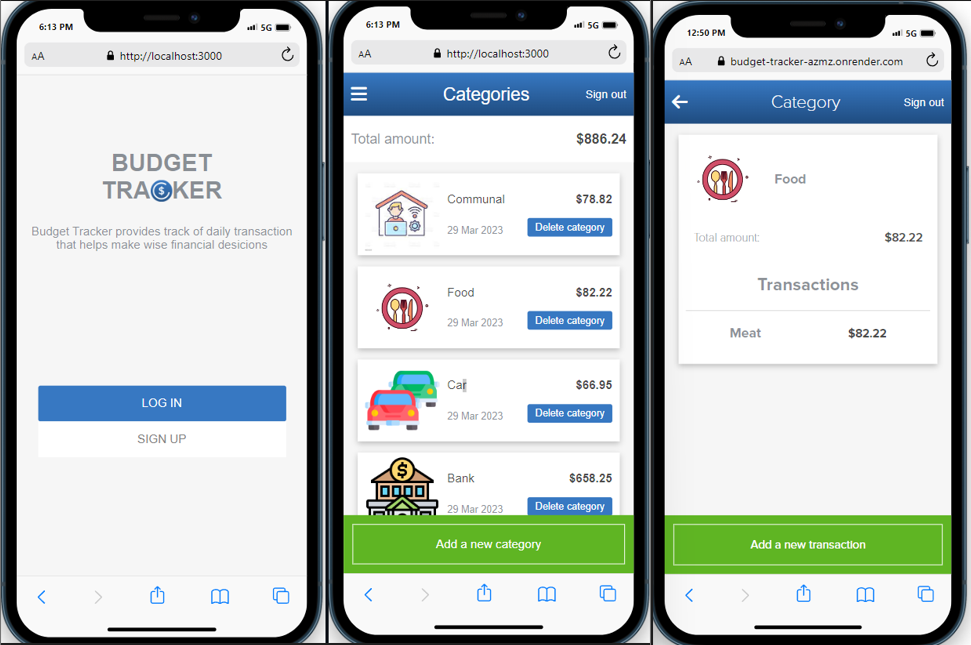 6:13 PM
5G
AA
http://localhost:3000
BUDGET
TRA KER
Budget Tracker provides track of daily transaction
that helps make wise financial desicions
LOG IN
SIGN UP
6:13 PM
5G
AA
http://localhost:3000
Categories
Sign out
Total amount:
$886.24
Communal
$78.82
29 Mar 2023
Delete category
Food
$82.22
29 Mar 2023
Delete category
Car
$66.95
29 Mar 2023
Delete category
$
Bank
$658.25
29 Mar 2023
Delete category
Add a new category
12:50 PM
5G
AA
budget-tracker-azmz.onrender.com
Category
Sign out
Food
Total amount:
$82.22
Transactions
Meat
$82.22
Add a new transaction